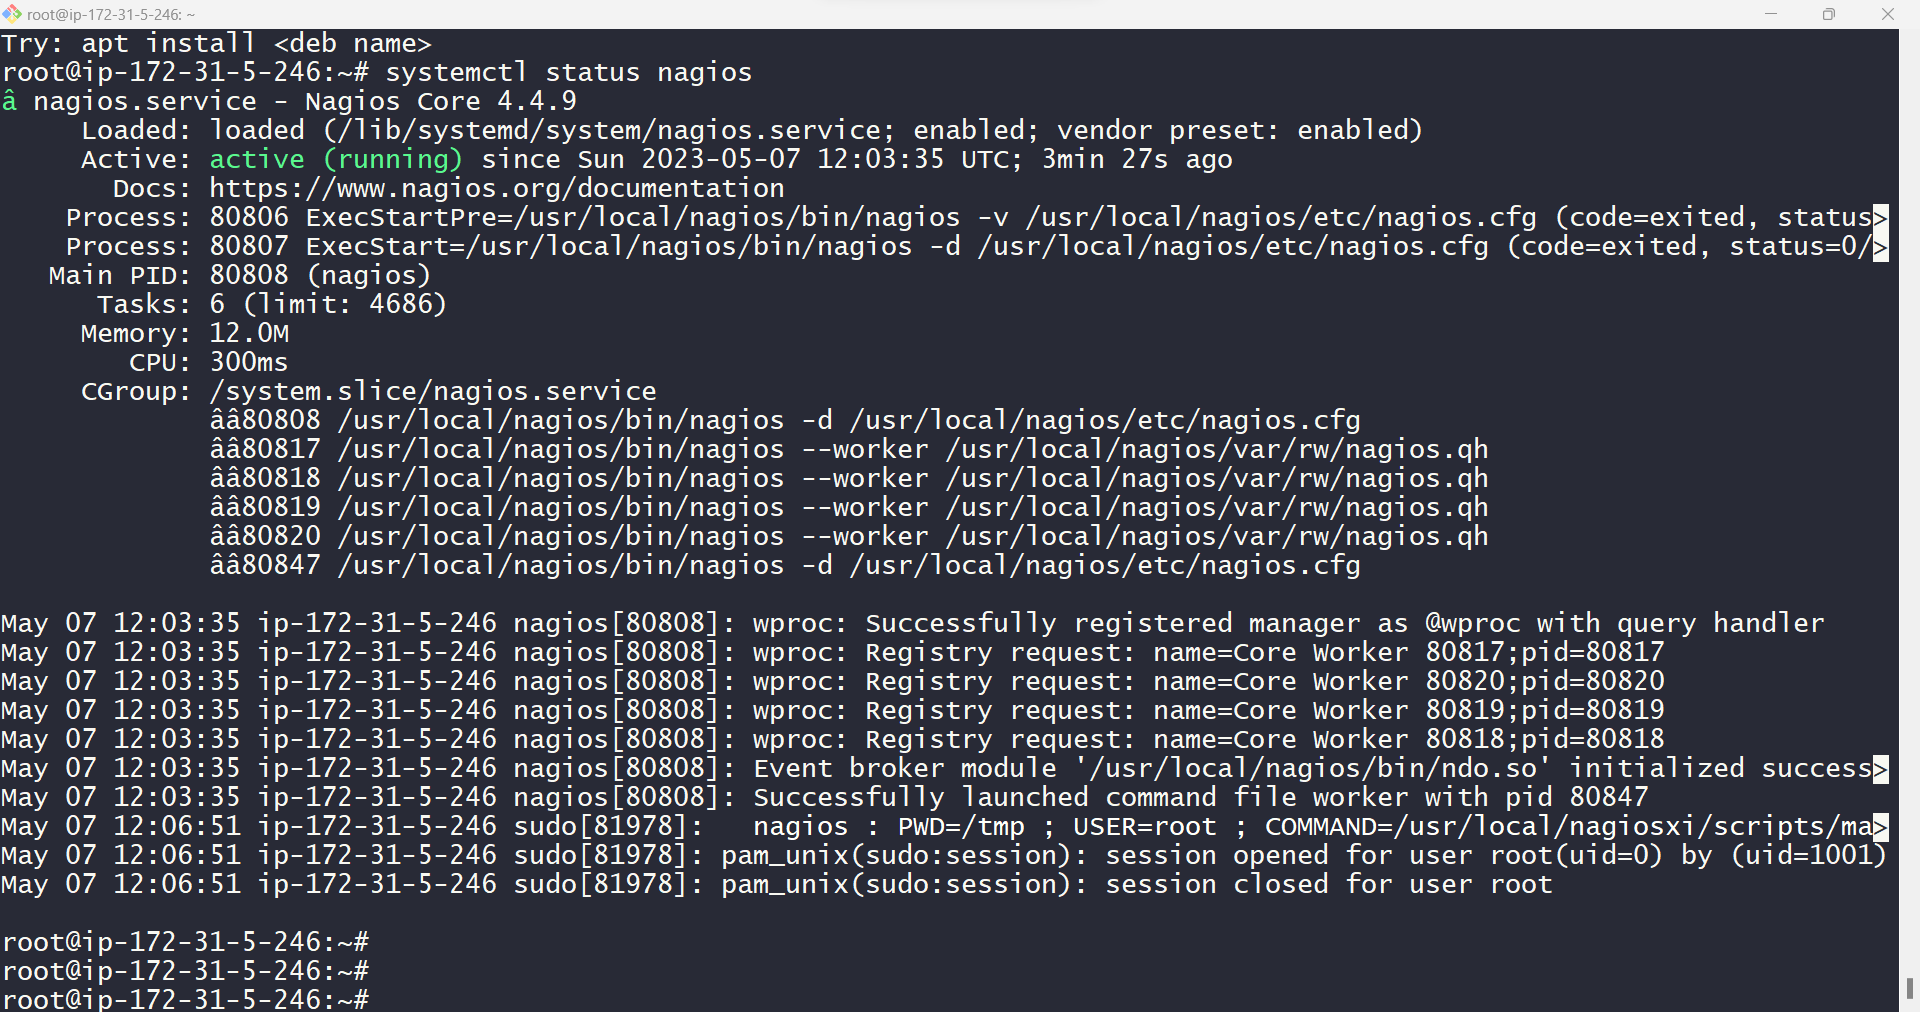 root@ip-172-31-5-246: ~
Try: apt install <deb name>
root@ip-172-31-5-246:~# systemctl status nagios
â nagios.service - Nagios Core 4.4.9
     Loaded: loaded (/lib/systemd/system/nagios.service; enabled; vendor preset: enabled)
     Active: active (running) since Sun 2023-05-07 12:03:35 UTC; 3min 27s ago
       Docs: https://www.nagios.org/documentation
    Process: 80806 ExecStartPre=/usr/local/nagios/bin/nagios -v /usr/local/nagios/etc/nagios.cfg (code=exited, status>
    Process: 80807 ExecStart=/usr/local/nagios/bin/nagios -d /usr/local/nagios/etc/nagios.cfg (code=exited, status=0/>
   Main PID: 80808 (nagios)
      Tasks: 6 (limit: 4686)
     Memory: 12.0M
        CPU: 300ms
     CGroup: /system.slice/nagios.service
             ââ80808 /usr/local/nagios/bin/nagios -d /usr/local/nagios/etc/nagios.cfg
             ââ80817 /usr/local/nagios/bin/nagios --worker /usr/local/nagios/var/rw/nagios.qh
             ââ80818 /usr/local/nagios/bin/nagios --worker /usr/local/nagios/var/rw/nagios.qh
             ââ80819 /usr/local/nagios/bin/nagios --worker /usr/local/nagios/var/rw/nagios.qh
             ââ80820 /usr/local/nagios/bin/nagios --worker /usr/local/nagios/var/rw/nagios.qh
             ââ80847 /usr/local/nagios/bin/nagios -d /usr/local/nagios/etc/nagios.cfg
May 07 12:03:35 ip-172-31-5-246 nagios[80808]: wproc: Successfully registered manager as @wproc with query handler
May 07 12:03:35 ip-172-31-5-246 nagios[80808]: wproc: Registry request: name=Core Worker 80817;pid=80817
May 07 12:03:35 ip-172-31-5-246 nagios[80808]: wproc: Registry request: name=Core Worker 80820;pid=80820
May 07 12:03:35 ip-172-31-5-246 nagios[80808]: wproc: Registry request: name=Core Worker 80819;pid=80819
May 07 12:03:35 ip-172-31-5-246 nagios[80808]: wproc: Registry request: name=Core Worker 80818;pid=80818
May 07 12:03:35 ip-172-31-5-246 nagios[80808]: Event broker module '/usr/local/nagios/bin/ndo.so' initialized success>
May 07 12:03:35 ip-172-31-5-246 nagios[80808]: Successfully launched command file worker with pid 80847
May 07 12:06:51 ip-172-31-5-246 sudo[81978]:   nagios : PWD=/tmp ; USER=root ; COMMAND=/usr/local/nagiosxi/scripts/ma>
May 07 12:06:51 ip-172-31-5-246 sudo[81978]: pam_unix(sudo:session): session opened for user root(uid=0) by (uid=1001)
May 07 12:06:51 ip-172-31-5-246 sudo[81978]: pam_unix(sudo:session): session closed for user root
root@ip-172-31-5-246:~#
root@ip-172-31-5-246:~#
root@ip-172-31-5-246:~#